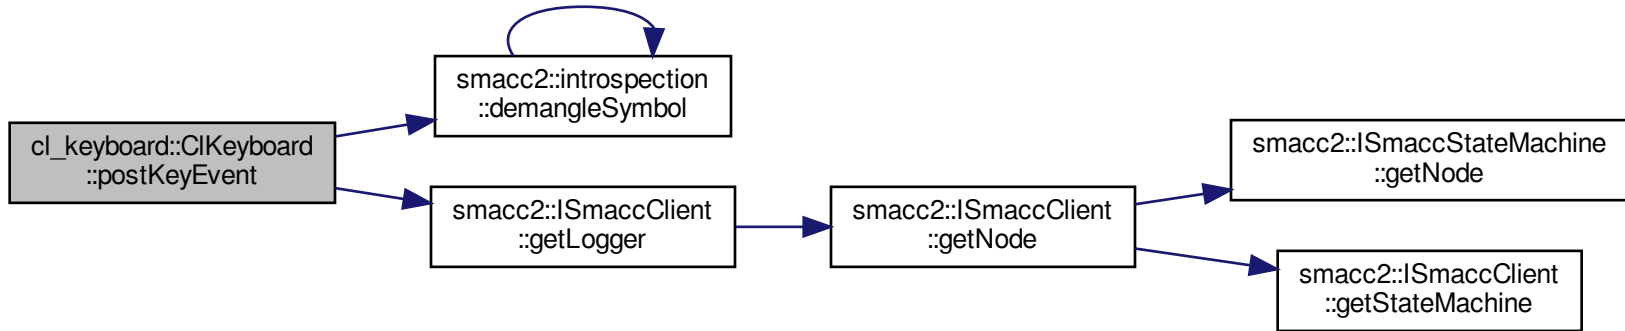 cl_keyboard::ClKeyboard
::postKeyEvent
smacc2::introspection
::demangleSymbol
smacc2::ISmaccClient
::getLogger
smacc2::ISmaccClient
::getNode
smacc2::ISmaccStateMachine
::getNode
smacc2::ISmaccClient
::getStateMachine